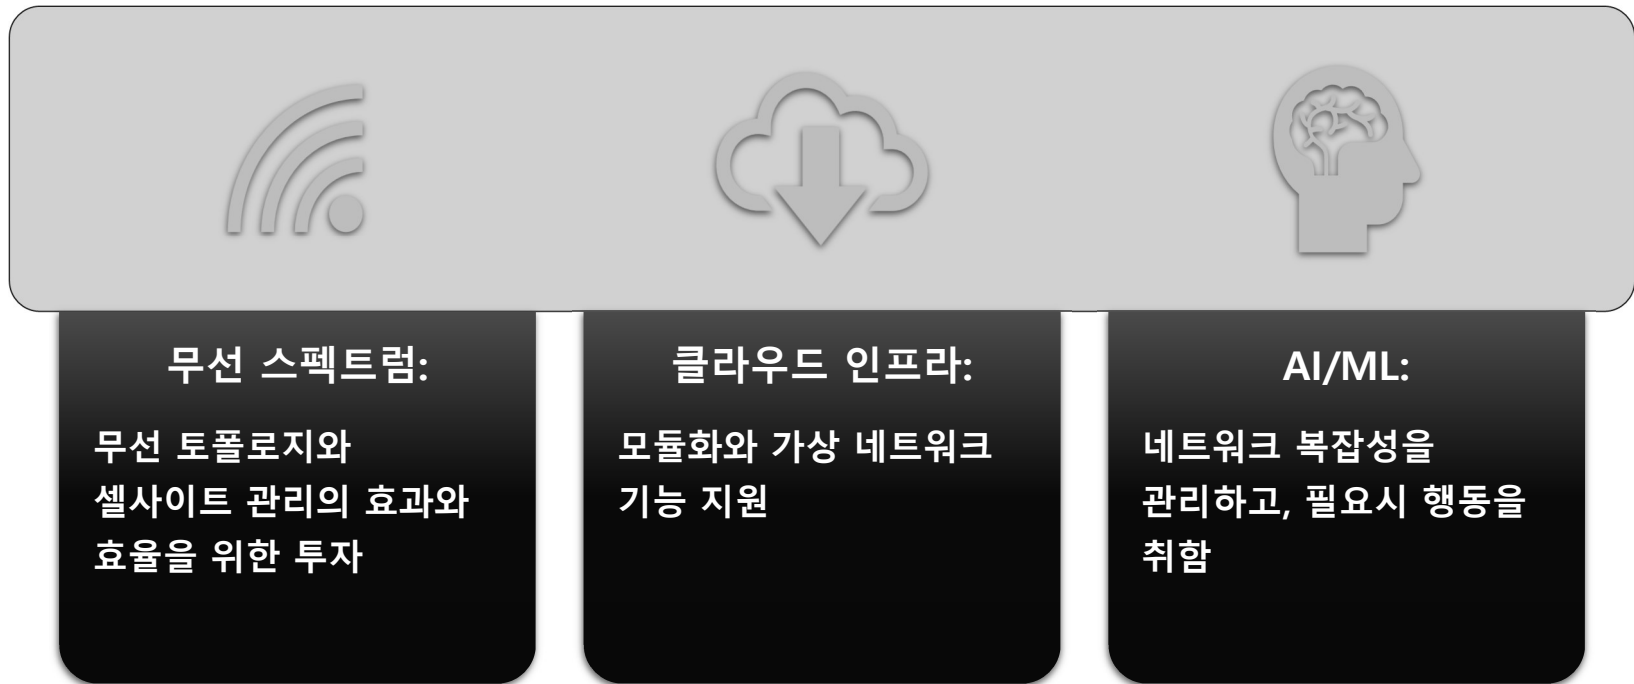 무선 스펙트럼:
무선 토폴로지와
셀사이트 관리의 효과와
효율을 위한 투자
클라우드 인프라:
모듈화와 가상 네트워크
기능 지원
AI/ML:
네트워크 복잡성을
관리하고, 필요시 행동을
취함